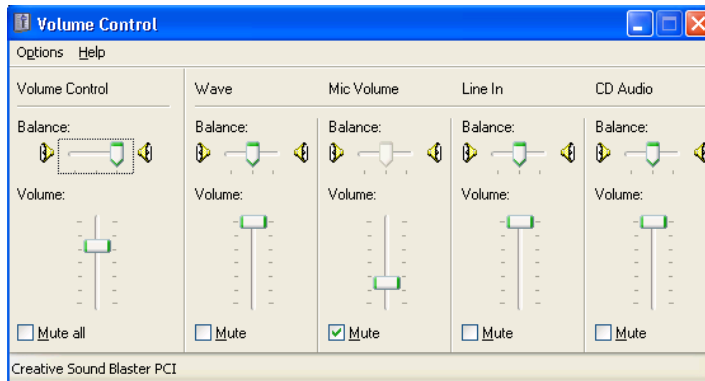 Volume Control
Options Help
Volume Control Wave Mic Volume Line In CD Audio
Balance: Balance: Balance: Balance: Balance:
Volume: Volume: Volume: Volume: Volume:
Mute all Mute Mute Mute Mute
Creative Sound Blaster PCI